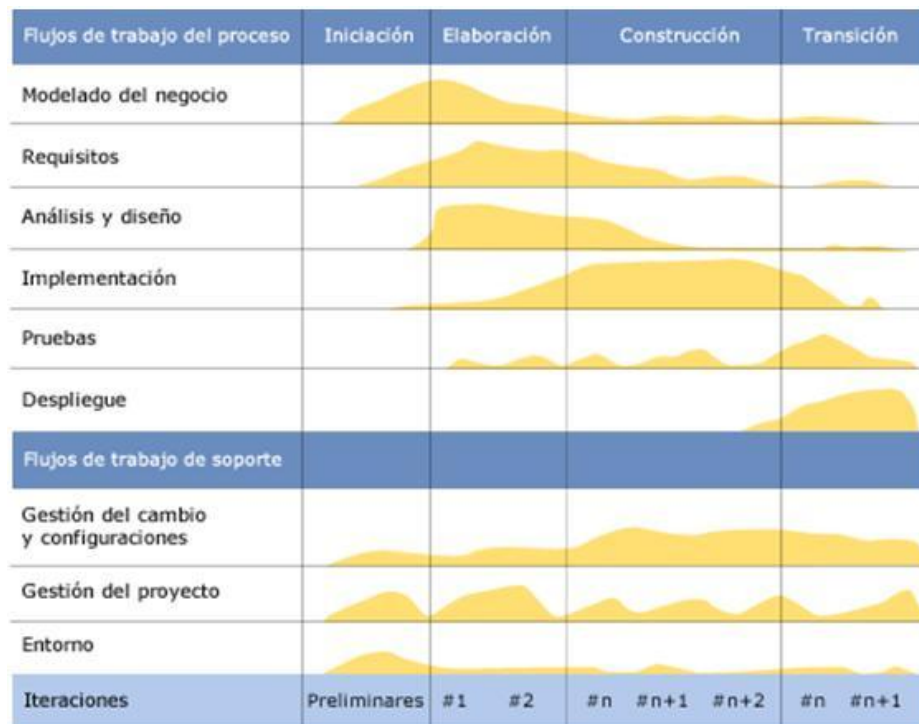 Flujos de trabajo del proceso Iniciación Elaboración Construcción Transición
Modelado del negocio
Requisitos
Análisis y diseño
Implementación
Pruebas
Despliegue
Flujos de trabajo de soporte
Gestión del cambio
y configuraciones
Gestión del proyecto
Entorno
Iteraciones Preliminares #1 #2 #n #n+1 #n+2 #n #n+1